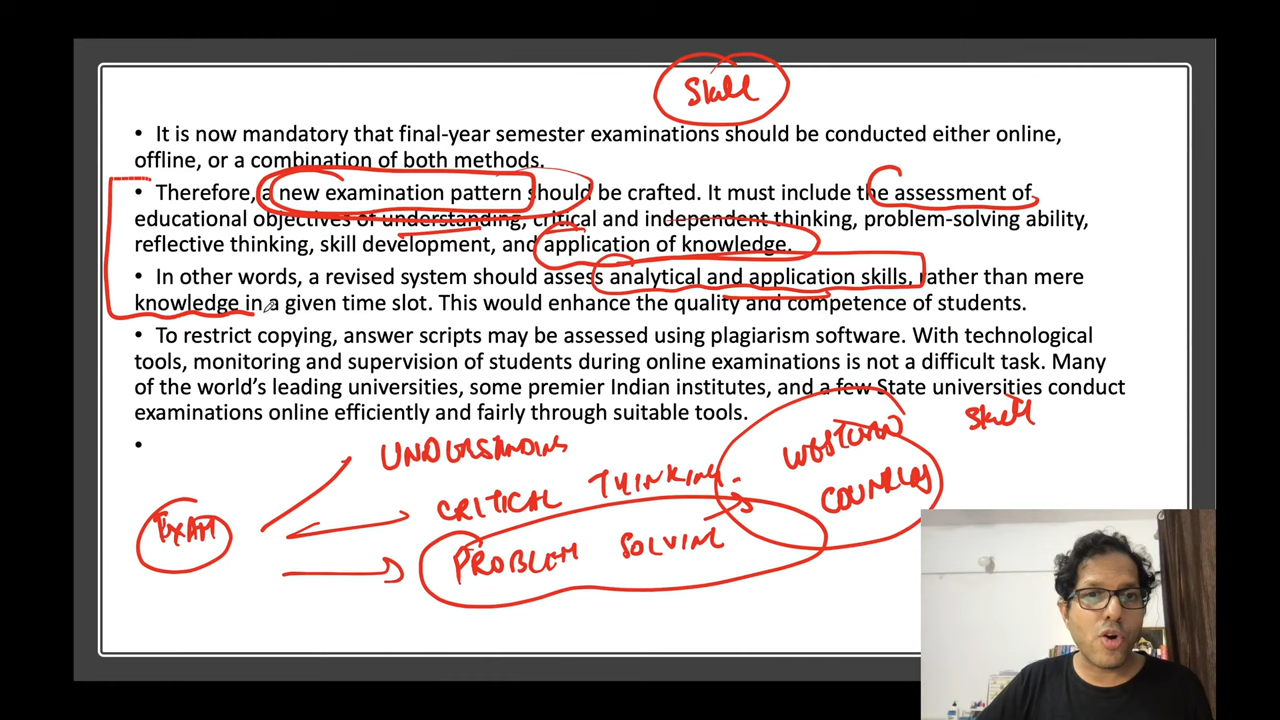 Skill
• It is now mandatory that final-year semester examinations should be conducted either online,
offline, or a combination of both methods.
• Therefore, a new examination pattern should be crafted. It must include the assessment of
educational objectives of understanding, critical and independent thinking, problem-solving ability,
reflective thinking, skill development, and application of knowledge.
• In other words, a revised system should assess analytical and application skills, rather than mere
knowledge in a given time slot. This would enhance the quality and competence of students.
• To restrict copying, answer scripts may be assessed using plagiarism software. With technological
tools, monitoring and supervision of students during online examinations is not a difficult task. Many
of the world's leading universities, some premier Indian institutes, and a few State universities conduct
examinations online efficiently and fairly through suitable tools.
•
UNDERSTANDING
WESTERN
Skill
CRITICAL THINKING.
COUNTRIES
EXAM
PROBLEM SOLVING